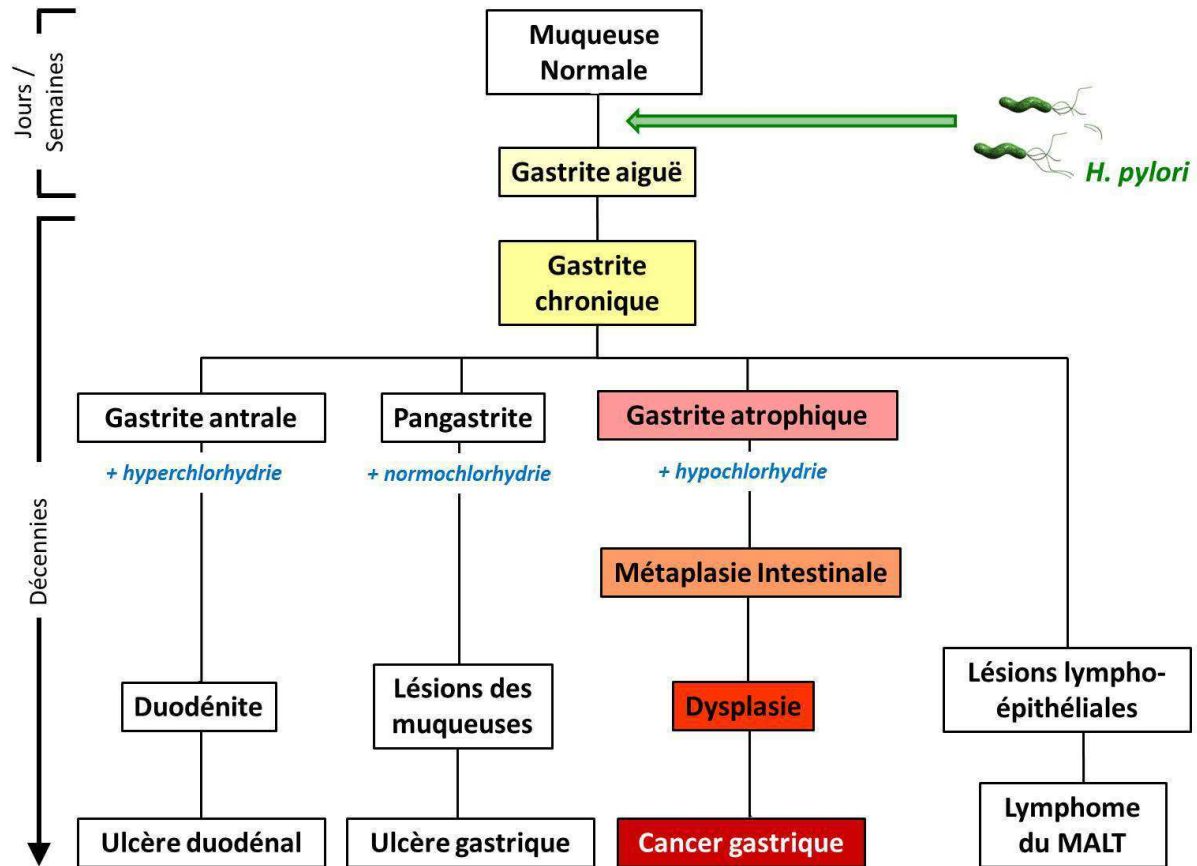 Jours /
Semaines
Muqueuse
Normale
H. pylori
Gastrite aiguë
Décennies
Gastrite
chronique
Gastrite antrale
Pangastrite
Gastrite atrophique
+ hyperchlorhydrie
+ normochlorhydrie
+ hypochlorhydrie
Métaplasie Intestinale
Duodénite
Lésions des
muqueuses
Dysplasie
Lésions lympho-
épithéliales
Ulcère duodénal
Ulcère gastrique
Cancer gastrique
Lymphome
du MALT